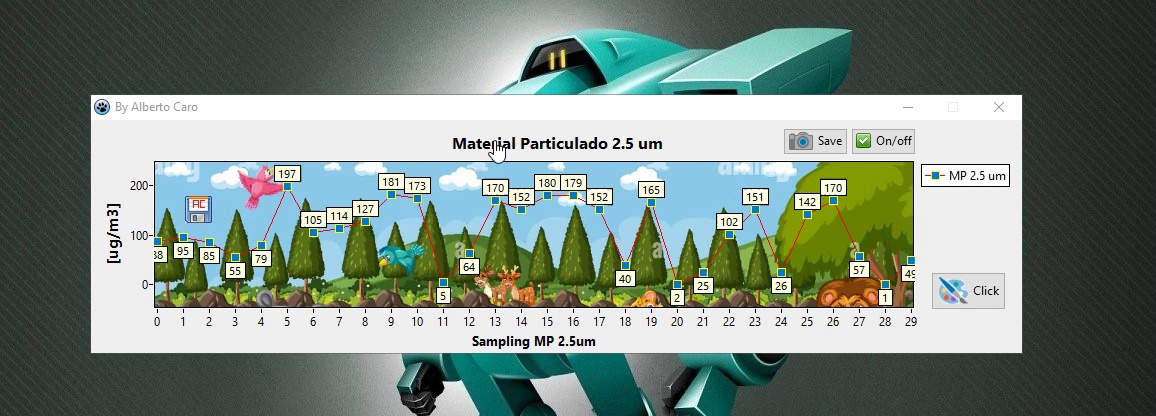 By Alberto Caro
Material Particulado 2.5 um
Save
On/off
MP 2.5 um
[ug/m3]
200
100
0
AC
88 95 85 55 79 197 105 114 127 181 173 5 64 170 152 180 179 152 40 165 2 25 102 151 26 142 170 57 1 49
Click
0 1 2 3 4 5 6 7 8 9 10 11 12 13 14 15 16 17 18 19 20 21 22 23 24 25 26 27 28 29
Sampling MP 2.5um